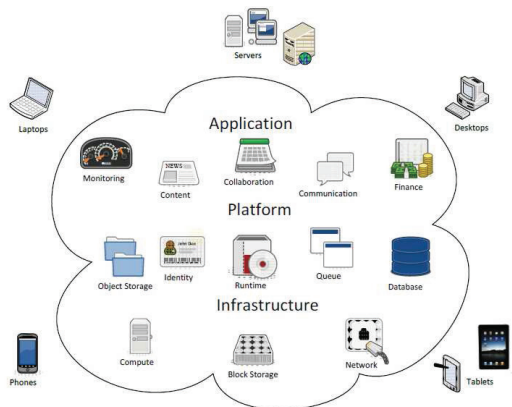 Servers
Laptops
Desktops
Application
Monitoring
NEWS
Content
Collaboration
Communication
Finance
Platform
Object Storage
Identity
Runtime
Queue
Database
Infrastructure
Compute
Block Storage
Network
Phones
Tablets